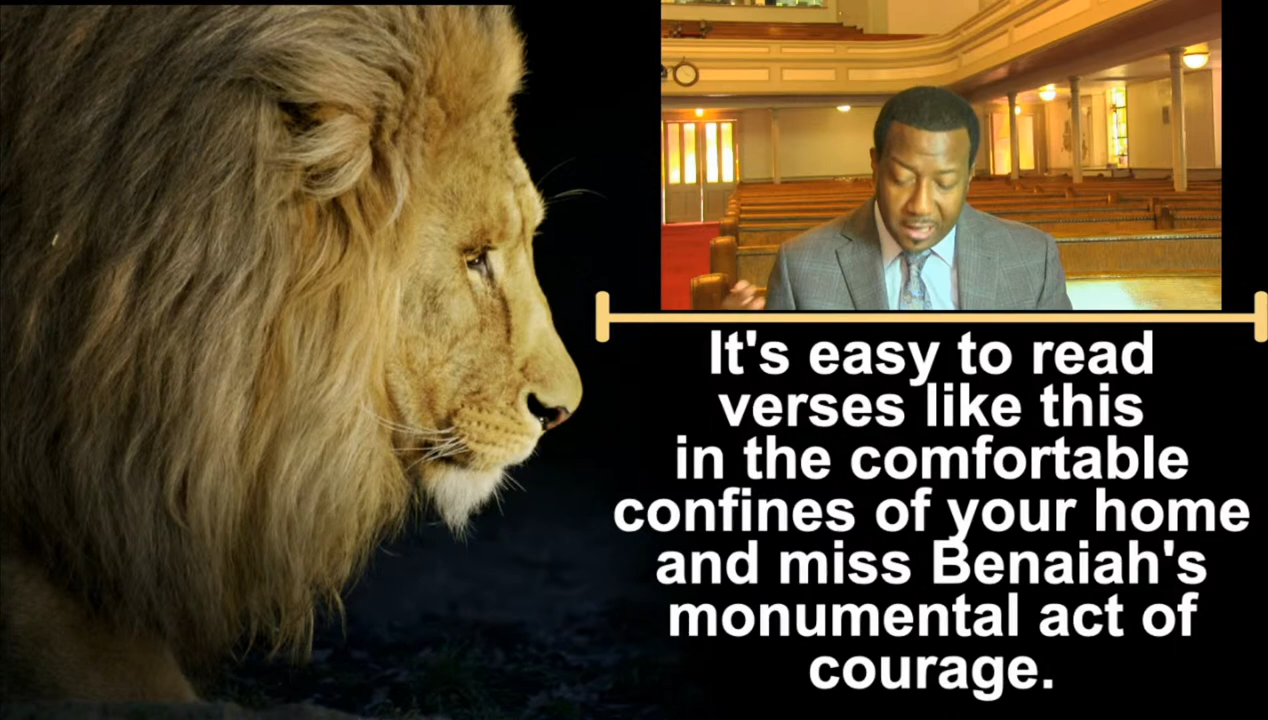 It's easy to read
verses like this
in the comfortable
confines of your home
and miss Benaiah's
monumental act of
courage.